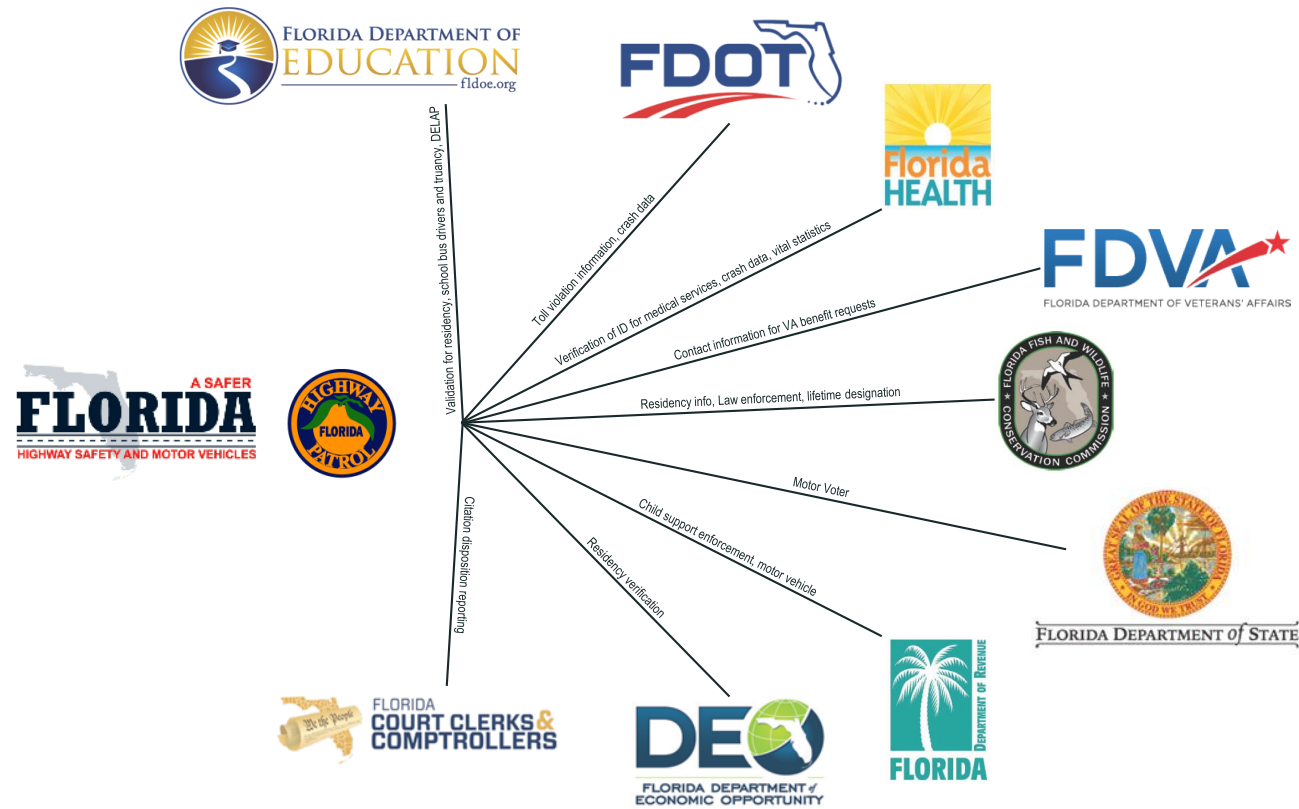 FLORIDA DEPARTMENT OF
EDUCATION
fldoe.org
FDOT
Florida
HEALTH
FDVA
FLORIDA DEPARTMENT OF VETERANS' AFFAIRS
FLORIDA FISH AND WILDLIFE
CONSERVATION COMMISSION
GREAT SEAL OF THE STATE OF FLORIDA
IN GOD WE TRUST
FLORIDA DEPARTMENT of STATE
DEPARTMENT OF REVENUE
FLORIDA
DEO
FLORIDA DEPARTMENT of
ECONOMIC OPPORTUNITY
We the People
FLORIDA
COURT CLERKS &
COMPTROLLERS
A SAFER
FLORIDA
HIGHWAY SAFETY AND MOTOR VEHICLES
HIGHWAY
FLORIDA
PATROL
Validation for residency, school bus drivers and truancy, DELAP
Toll violation information, crash data
Verification of ID for medical services, crash data, vital statistics
Contact information for VA benefit requests
Residency info, Law enforcement, lifetime designation
Motor Voter
Child support enforcement, motor vehicle
Residency verification
Citation disposition reporting